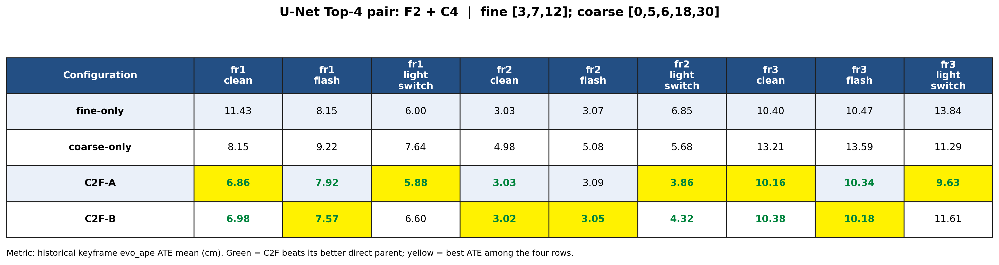 U-Net Top-4 pair: F2 + C4 | fine [3,7,12]; coarse [0,5,6,18,30]
Configuration fr1 clean fr1 flash fr1 light switch fr2 clean fr2 flash fr2 light switch fr3 clean fr3 flash fr3 light switch
fine-only 11.43 8.15 6.00 3.03 3.07 6.85 10.40 10.47 13.84
coarse-only 8.15 9.22 7.64 4.98 5.08 5.68 13.21 13.59 11.29
C2F-A 6.86 7.92 5.88 3.03 3.09 3.86 10.16 10.34 9.63
C2F-B 6.98 7.57 6.60 3.02 3.05 4.32 10.38 10.18 11.61
Metric: historical keyframe evo_ape ATE mean (cm). Green = C2F beats its better direct parent; yellow = best ATE among the four rows.